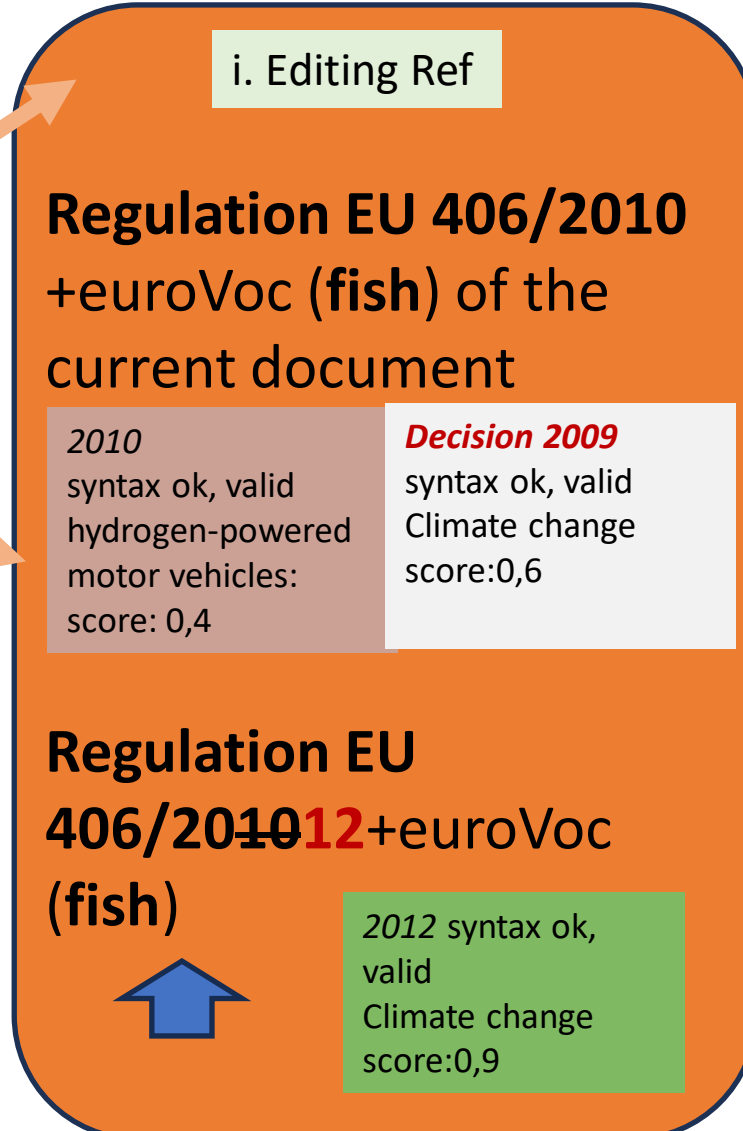 i. Editing Ref
Regulation EU 406/2010
+euroVoc (fish) of the
current document
2010
syntax ok, valid
hydrogen-powered
motor vehicles:
score: 0,4
Decision 2009
syntax ok, valid
Climate change
score:0,6
Regulation EU
406/201012+euroVoc
(fish)
2012 syntax ok,
valid
Climate change
score:0,9